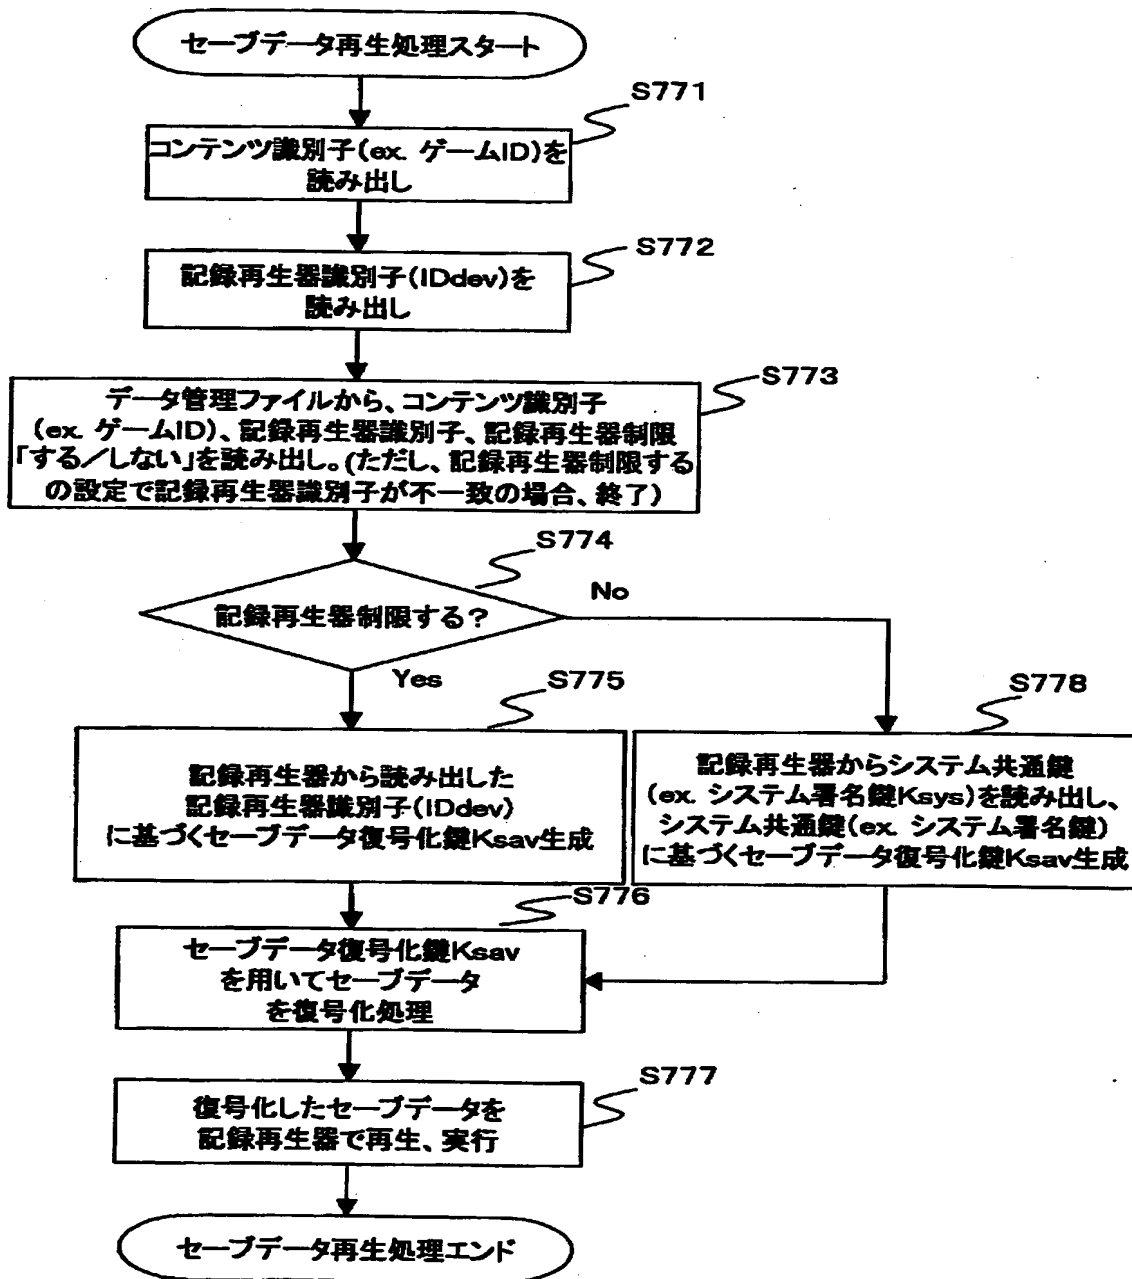 セーブデータ再生処理スタート
S771
コンテンツ識別子(ex. ゲームID)を
読み出し
S772
記録再生器識別子(IDdev)を
読み出し
S773
データ管理ファイルから、コンテンツ識別子
(ex. ゲームID)、記録再生器識別子、記録再生器制限
「する/しない」を読み出し。(ただし、記録再生器制限する
の設定で記録再生器識別子が不一致の場合、終了)
S774
記録再生器制限する?
No
Yes
S775
記録再生器から読み出した
記録再生器識別子(IDdev)
に基づくセーブデータ復号化鍵Ksav生成
S778
記録再生器からシステム共通鍵
(ex. システム署名鍵Ksys)を読み出し、
システム共通鍵(ex. システム署名鍵)
に基づくセーブデータ復号化鍵Ksav生成
S776
セーブデータ復号化鍵Ksav
を用いてセーブデータ
を復号化処理
S777
復号化したセーブデータを
記録再生器で再生、実行
セーブデータ再生処理エンド